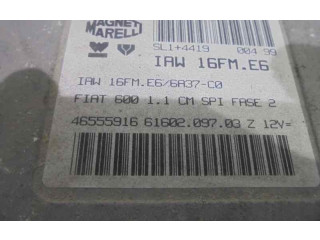 MAGNETI
MARELLI
SL1+4419 004 99
IAW 16FM.E6
IAW 16FM.E6/6A37-C0
FIAT 600 1.1 CM SPI FASE 2
46555916 61602.097.03 Z 12V=